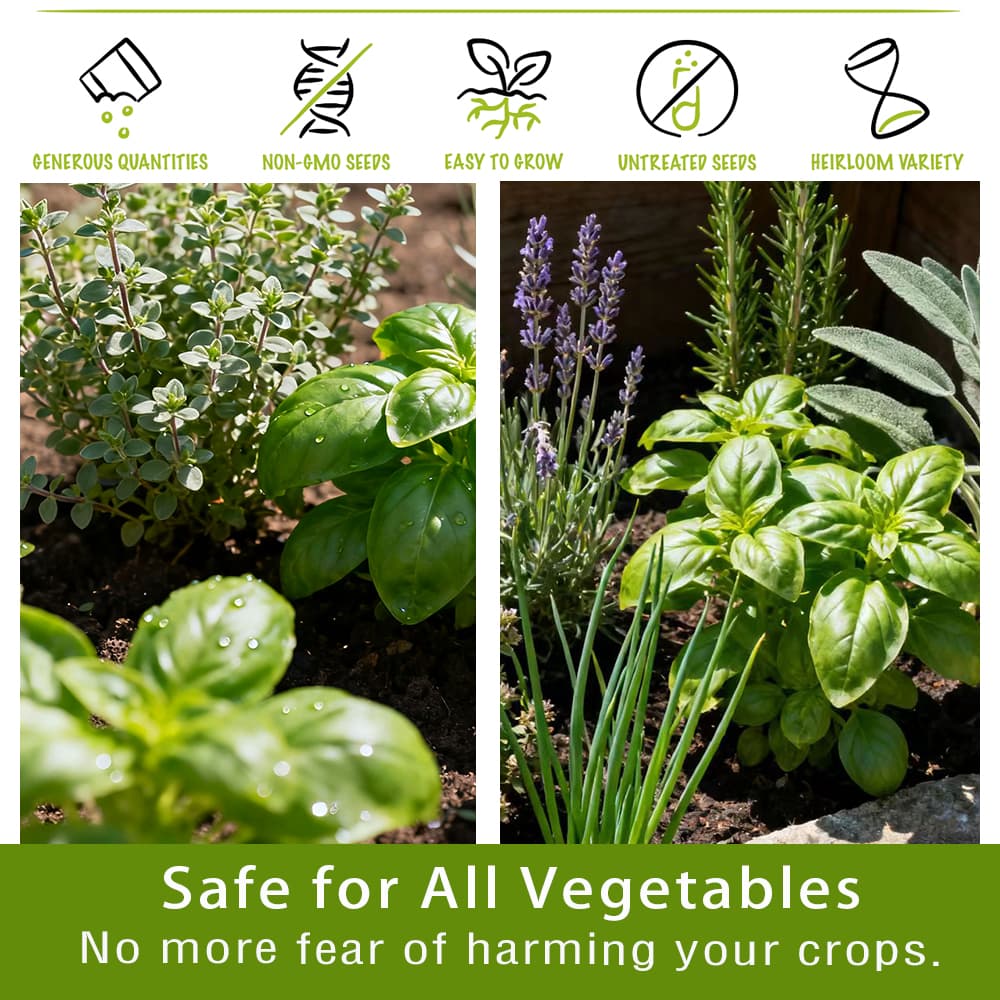 GENEROUS QUANTITIES
NON-GMO SEEDS
EASY TO GROW
UNTREATED SEEDS
HEIRLOOM VARIETY
Safe for All Vegetables
No more fear of harming your crops.